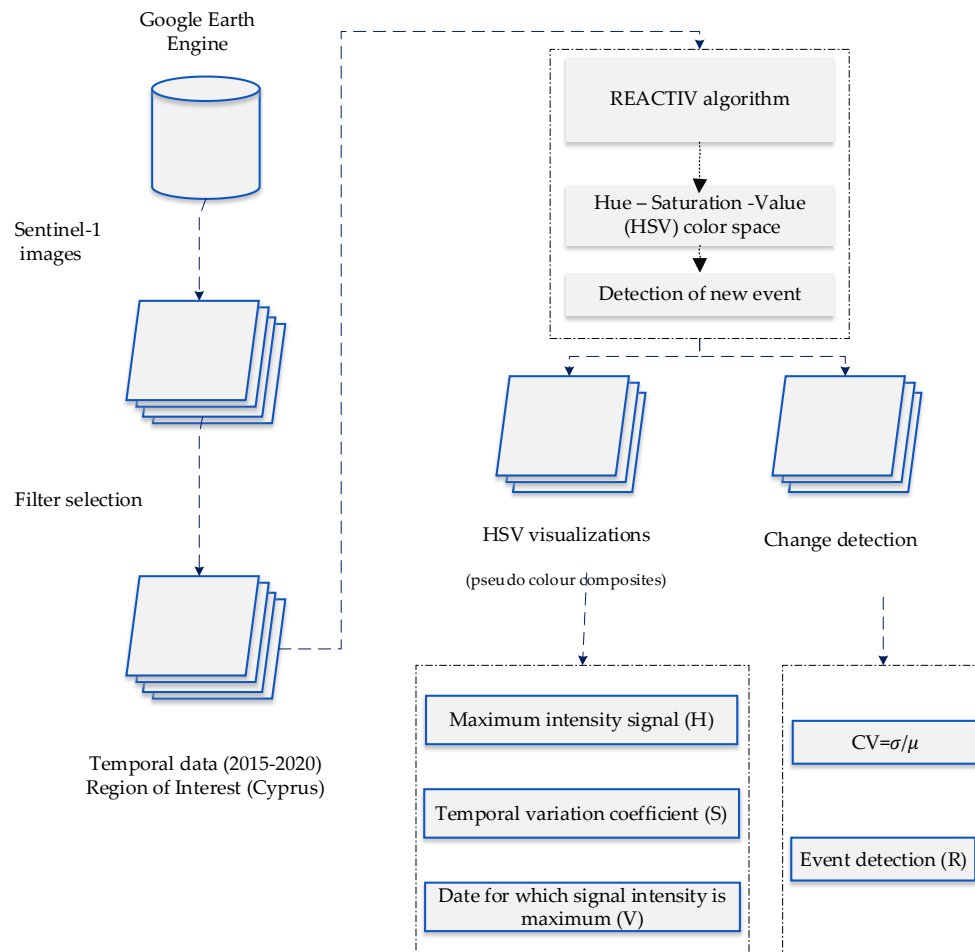 Google Earth
Engine
Sentinel-1
images
Filter selection
Temporal data (2015-2020)
Region of Interest (Cyprus)
REACTIV algorithm
Hue – Saturation -Value
(HSV) color space
Detection of new event
HSV visualizations
(pseudo colour composites)
Change detection
Maximum intensity signal (H)
Temporal variation coefficient (S)
Date for which signal intensity is
maximum (V)
CV=σ/μ
Event detection (R)